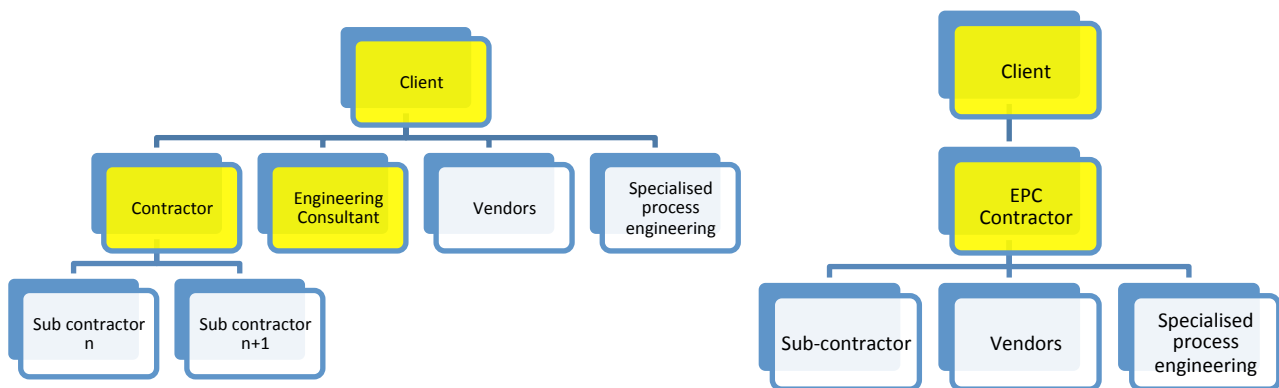 Client
Contractor
Engineering
Consultant
Vendors
Specialised
process
engineering
Sub contractor
n
Sub contractor
n+1
Client
EPC
Contractor
Sub-contractor
Vendors
Specialised
process
engineering